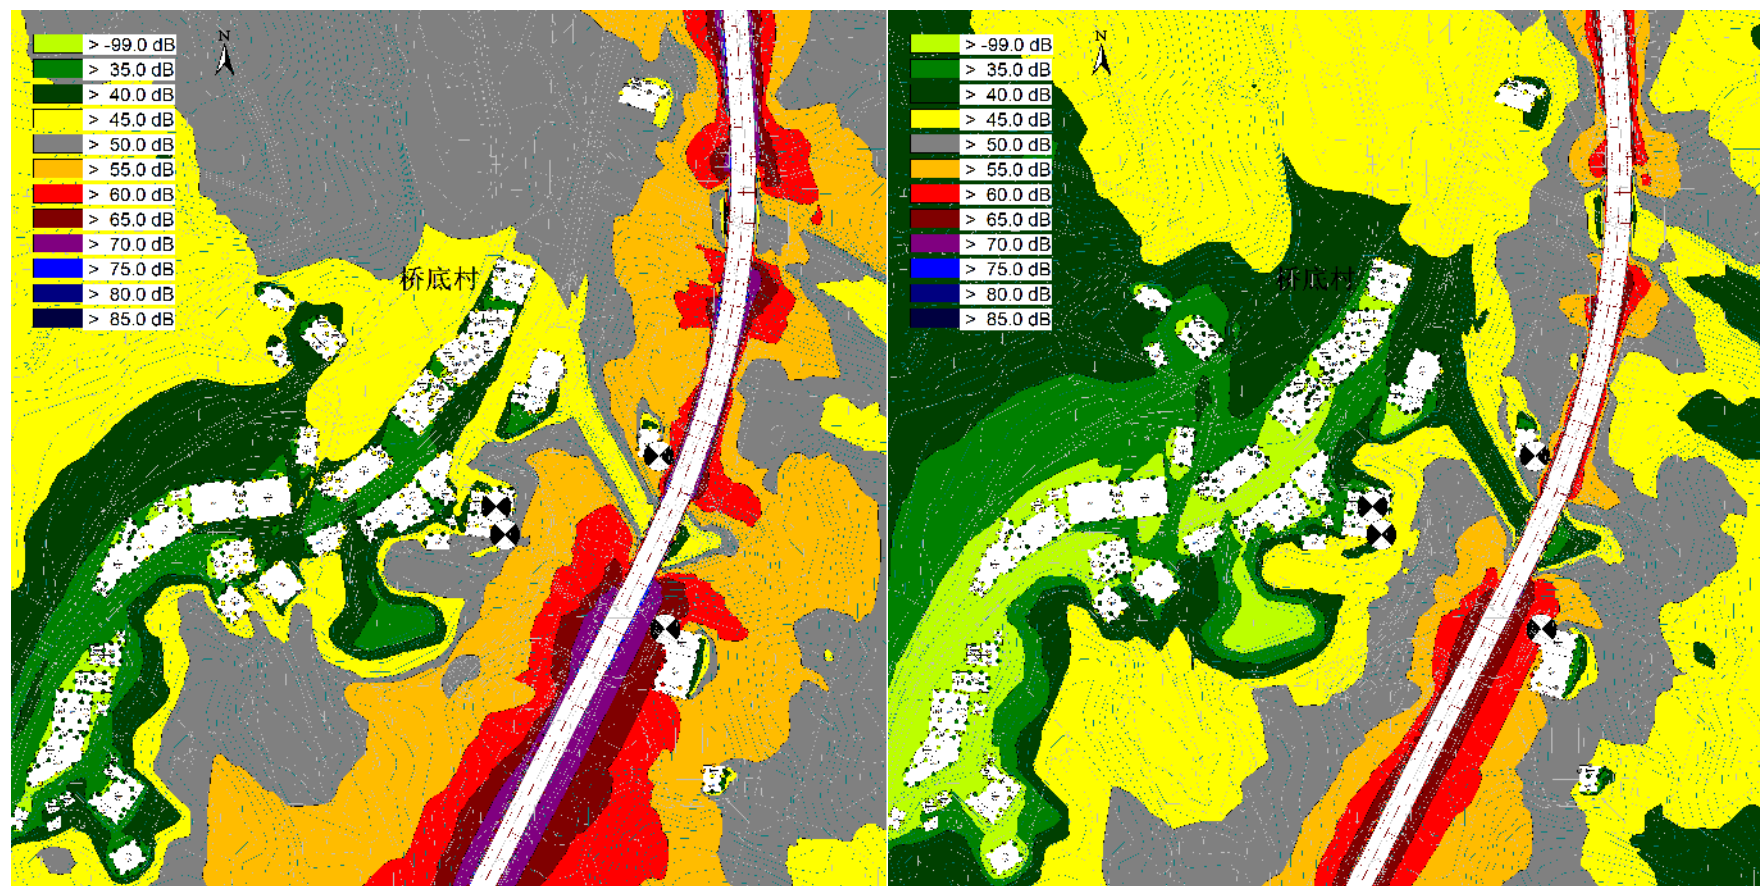 N
> -99.0 dB
> 35.0 dB
> 40.0 dB
> 45.0 dB
> 50.0 dB
> 55.0 dB
> 60.0 dB
> 65.0 dB
> 70.0 dB
> 75.0 dB
> 80.0 dB
> 85.0 dB
桥底村
N
> -99.0 dB
> 35.0 dB
> 40.0 dB
> 45.0 dB
> 50.0 dB
> 55.0 dB
> 60.0 dB
> 65.0 dB
> 70.0 dB
> 75.0 dB
> 80.0 dB
> 85.0 dB
桥底村